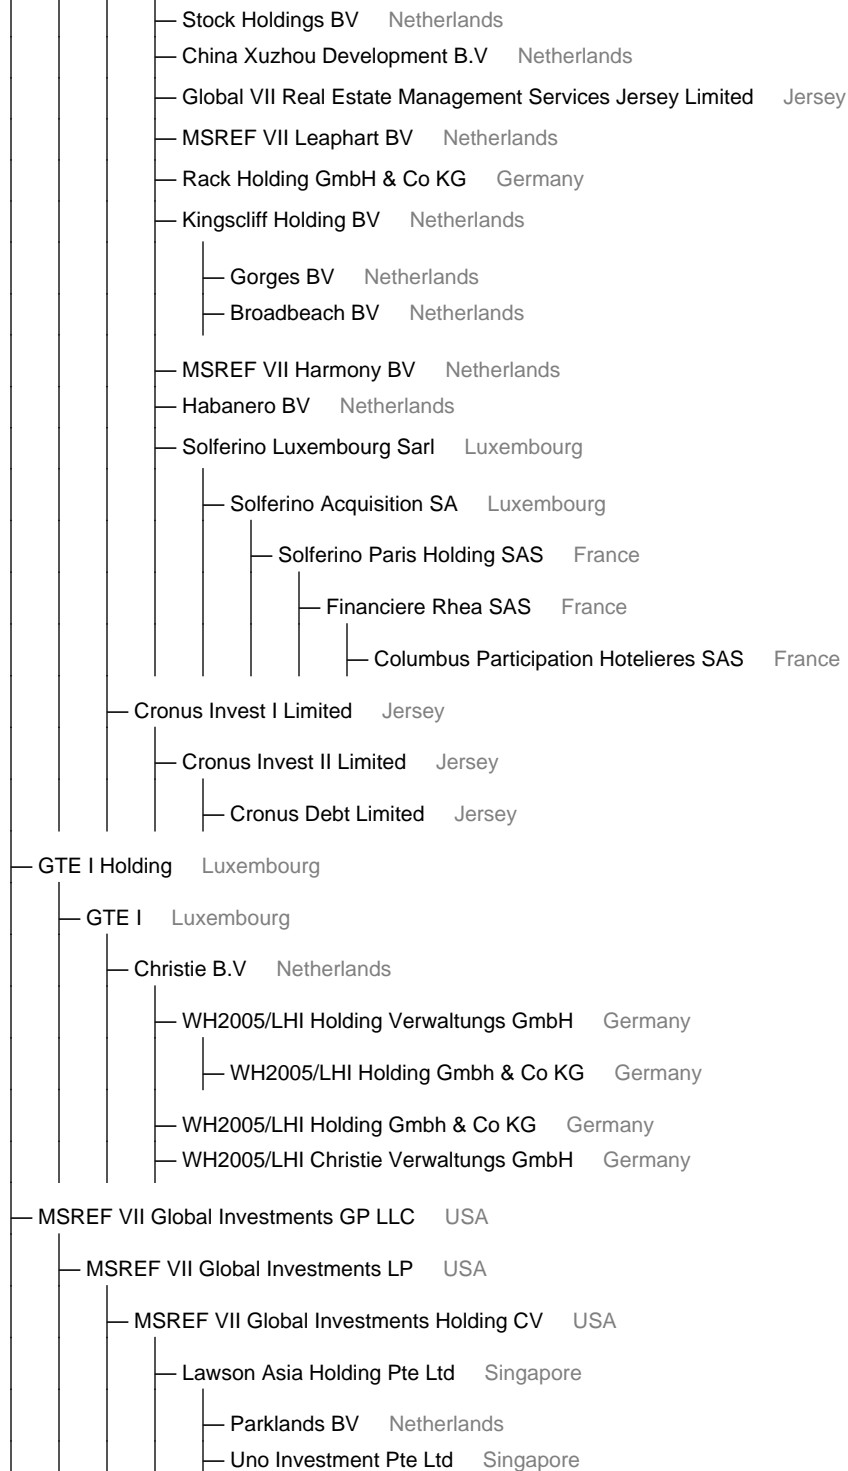 Stock Holdings BV Netherlands
China Xuzhou Development B.V Netherlands
Global VII Real Estate Management Services Jersey Limited Jersey
MSREF VII Leaphart BV Netherlands
Rack Holding GmbH & Co KG Germany
Kingscliff Holding BV Netherlands
Gorges BV Netherlands
Broadbeach BV Netherlands
MSREF VII Harmony BV Netherlands
Habanero BV Netherlands
Solferino Luxembourg Sarl Luxembourg
Solferino Acquisition SA Luxembourg
Solferino Paris Holding SAS France
Financiere Rhea SAS France
Columbus Participation Hotelieres SAS France
Cronus Invest I Limited Jersey
Cronus Invest II Limited Jersey
Cronus Debt Limited Jersey
GTE I Holding Luxembourg
GTE I Luxembourg
Christie B.V Netherlands
WH2005/LHI Holding Verwaltungs GmbH Germany
WH2005/LHI Holding Gmbh & Co KG Germany
WH2005/LHI Holding Gmbh & Co KG Germany
WH2005/LHI Christie Verwaltungs GmbH Germany
MSREF VII Global Investments GP LLC USA
MSREF VII Global Investments LP USA
MSREF VII Global Investments Holding CV USA
Lawson Asia Holding Pte Ltd Singapore
Parklands BV Netherlands
Uno Investment Pte Ltd Singapore